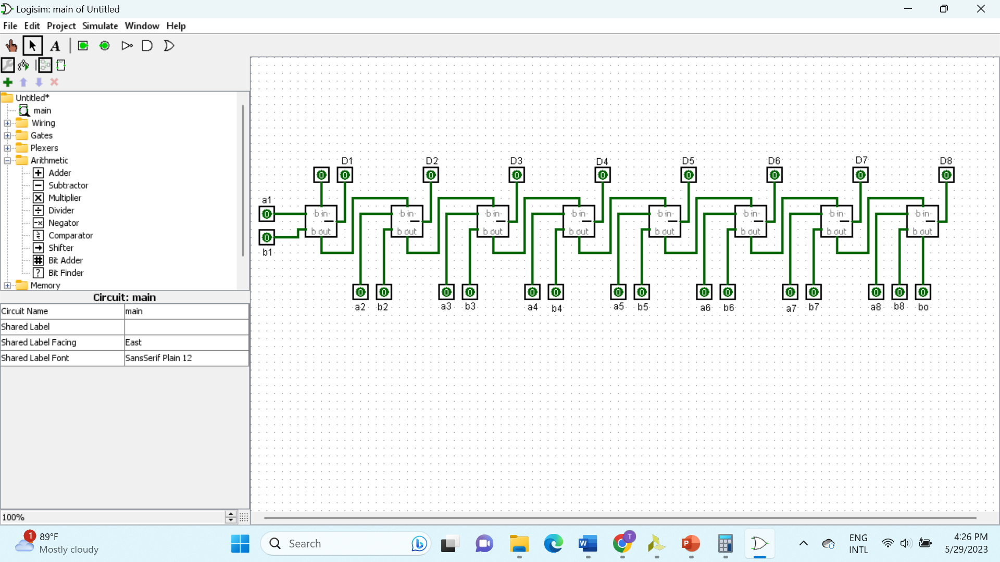 Logisim: main of Untitled
File Edit Project Simulate Window Help
A
Untitled*
main
Wiring
Gates
Plexers
Arithmetic
Adder
Subtractor
Multiplier
Divider
Negator
Comparator
Shifter
Bit Adder
Bit Finder
Memory
Circuit: main
Circuit Name main
Shared Label
Shared Label Facing East
Shared Label Font SansSerif Plain 12
100%
D1 D2 D3 D4 D5 D6 D7 D8
0 0 0 0 0 0 0 0 0
a1
0 b in b in b in b in b in b in b in b in
0 b out b out b out b out b out b out b out b out
b1
0 0 0 0 0 0 0 0 0 0 0 0 0 0 0
a2 b2 a3 b3 a4 b4 a5 b5 a6 b6 a7 b7 a8 b8 bo
1 89°F
Mostly cloudy
Search
T
W
P
ENG
INTL
4:26 PM
5/29/2023